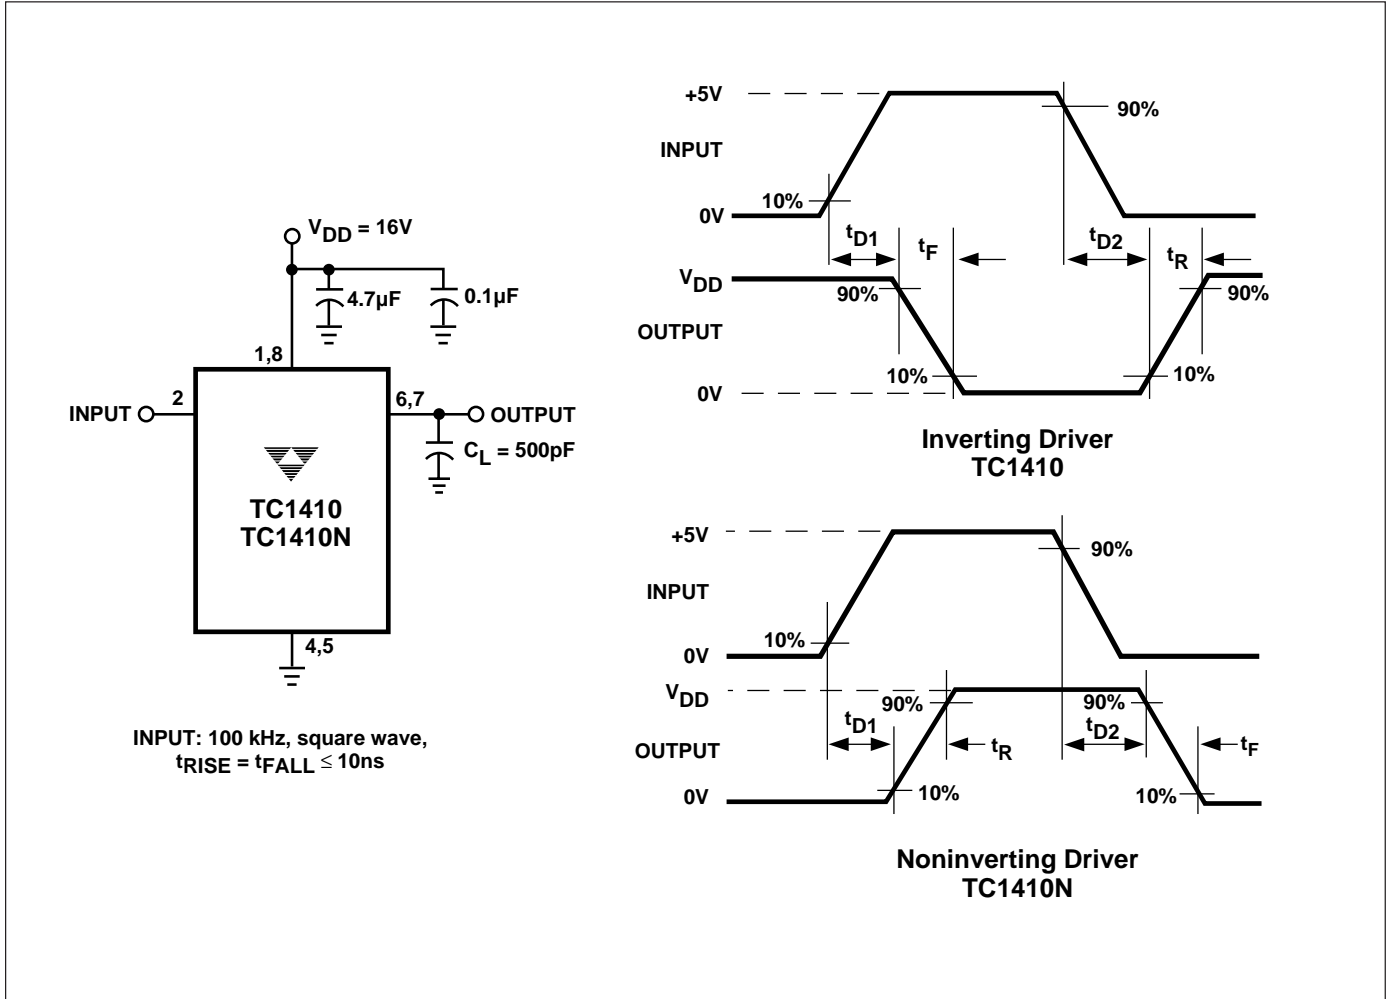 V_DD = 16V
4.7µF
0.1µF
1,8
INPUT
2
6,7
OUTPUT
C_L = 500pF
TC1410
TC1410N
4,5
INPUT: 100 kHz, square wave,
t_RISE = t_FALL ≤ 10ns
+5V
90%
INPUT
10%
0V
t_D1
t_F
t_D2
t_R
V_DD
90%
90%
OUTPUT
10%
10%
0V
Inverting Driver
TC1410
+5V
90%
INPUT
10%
0V
V_DD
90%
90%
t_D1
t_R
t_D2
t_F
OUTPUT
0V
10%
10%
Noninverting Driver
TC1410N